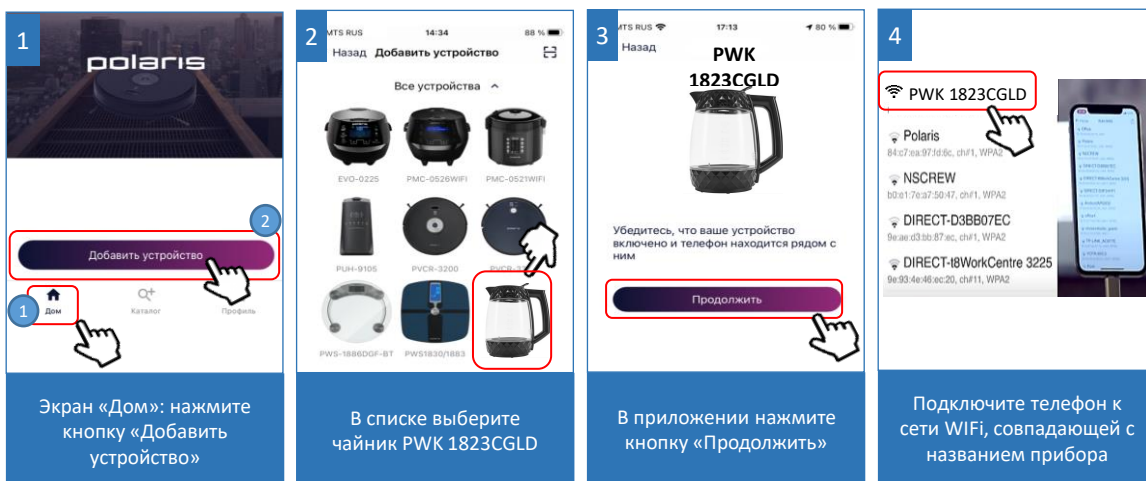 1
polaris
2
Добавить устройство
1
Дом
Каталог
Профиль
Экран «Дом»: нажмите
кнопку «Добавить
устройство»
2
MTS RUS 14:34 88 %
Назад Добавить устройство
Все устройства
EVO-0225 PMC-0526WIFI PMC-0521WIFI
PUH-9105 PVCR-3200
PWS-1886DGF-BT PWS1830/1883
В списке выберите
чайник PWK 1823CGLD
3
MTS RUS 17:13 80 %
Назад
PWK
1823CGLD
Убедитесь, что ваше устройство
включено и телефон находится рядом с
ним
Продолжить
В приложении нажмите
кнопку «Продолжить»
4
PWK 1823CGLD
Polaris
84:c7:ea:97:fd:6c, ch#1, WPA2
NSCREW
b0:e1:7e:a7:50:47, ch#1, WPA2
DIRECT-D3BB07EC
9e:ae:d3:bb:87:ec, ch#1, WPA2
DIRECT-t8WorkCentre 3225
9e:93:4e:46:ec:20, ch#11, WPA2
Подключите телефон к
сети WIFi, совпадающей с
названием прибора